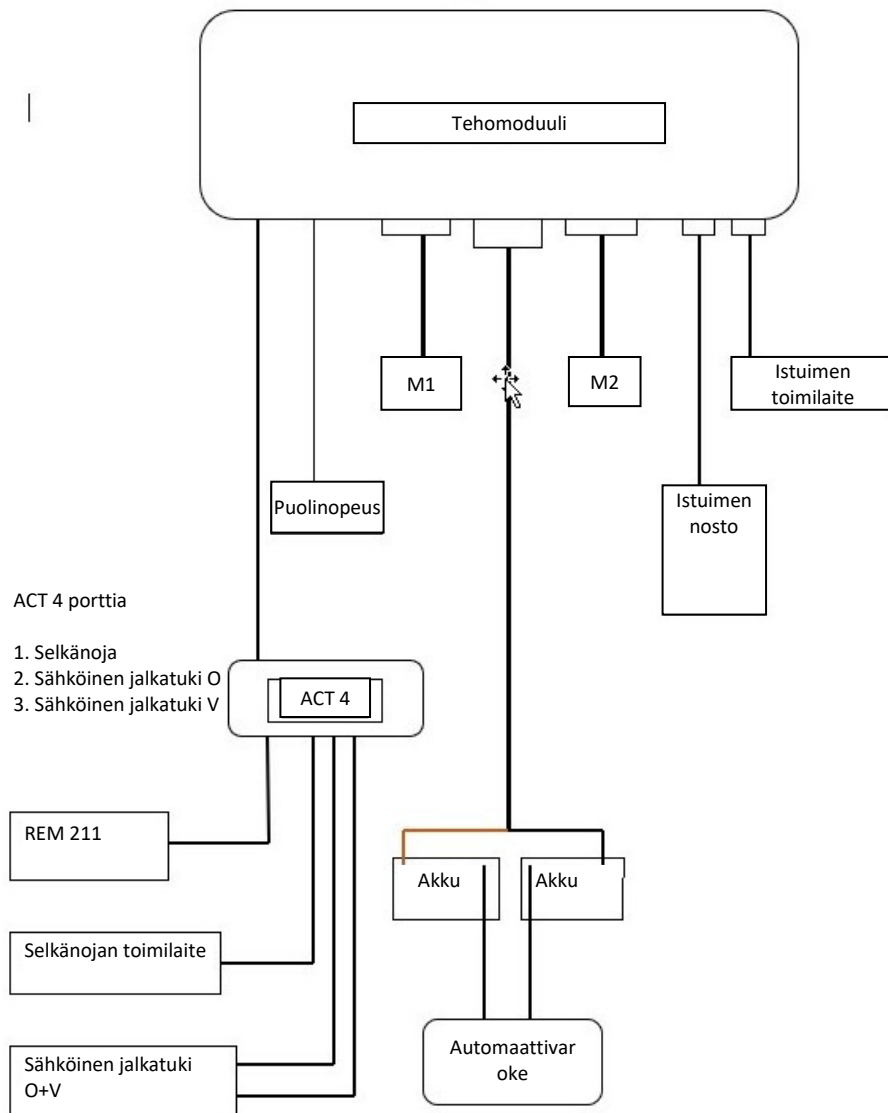 Tehomoduuli
M1
M2
Istuimen
toimilaite
Puolinopeus
Istuimen
nosto
ACT 4 porttia
1. Selkänoja
2. Sähköinen jalkatuki O
3. Sähköinen jalkatuki V
ACT 4
REM 211
Akku
Akku
Selkänojan toimilaite
Automaattivar
oke
Sähköinen jalkatuki
O+V